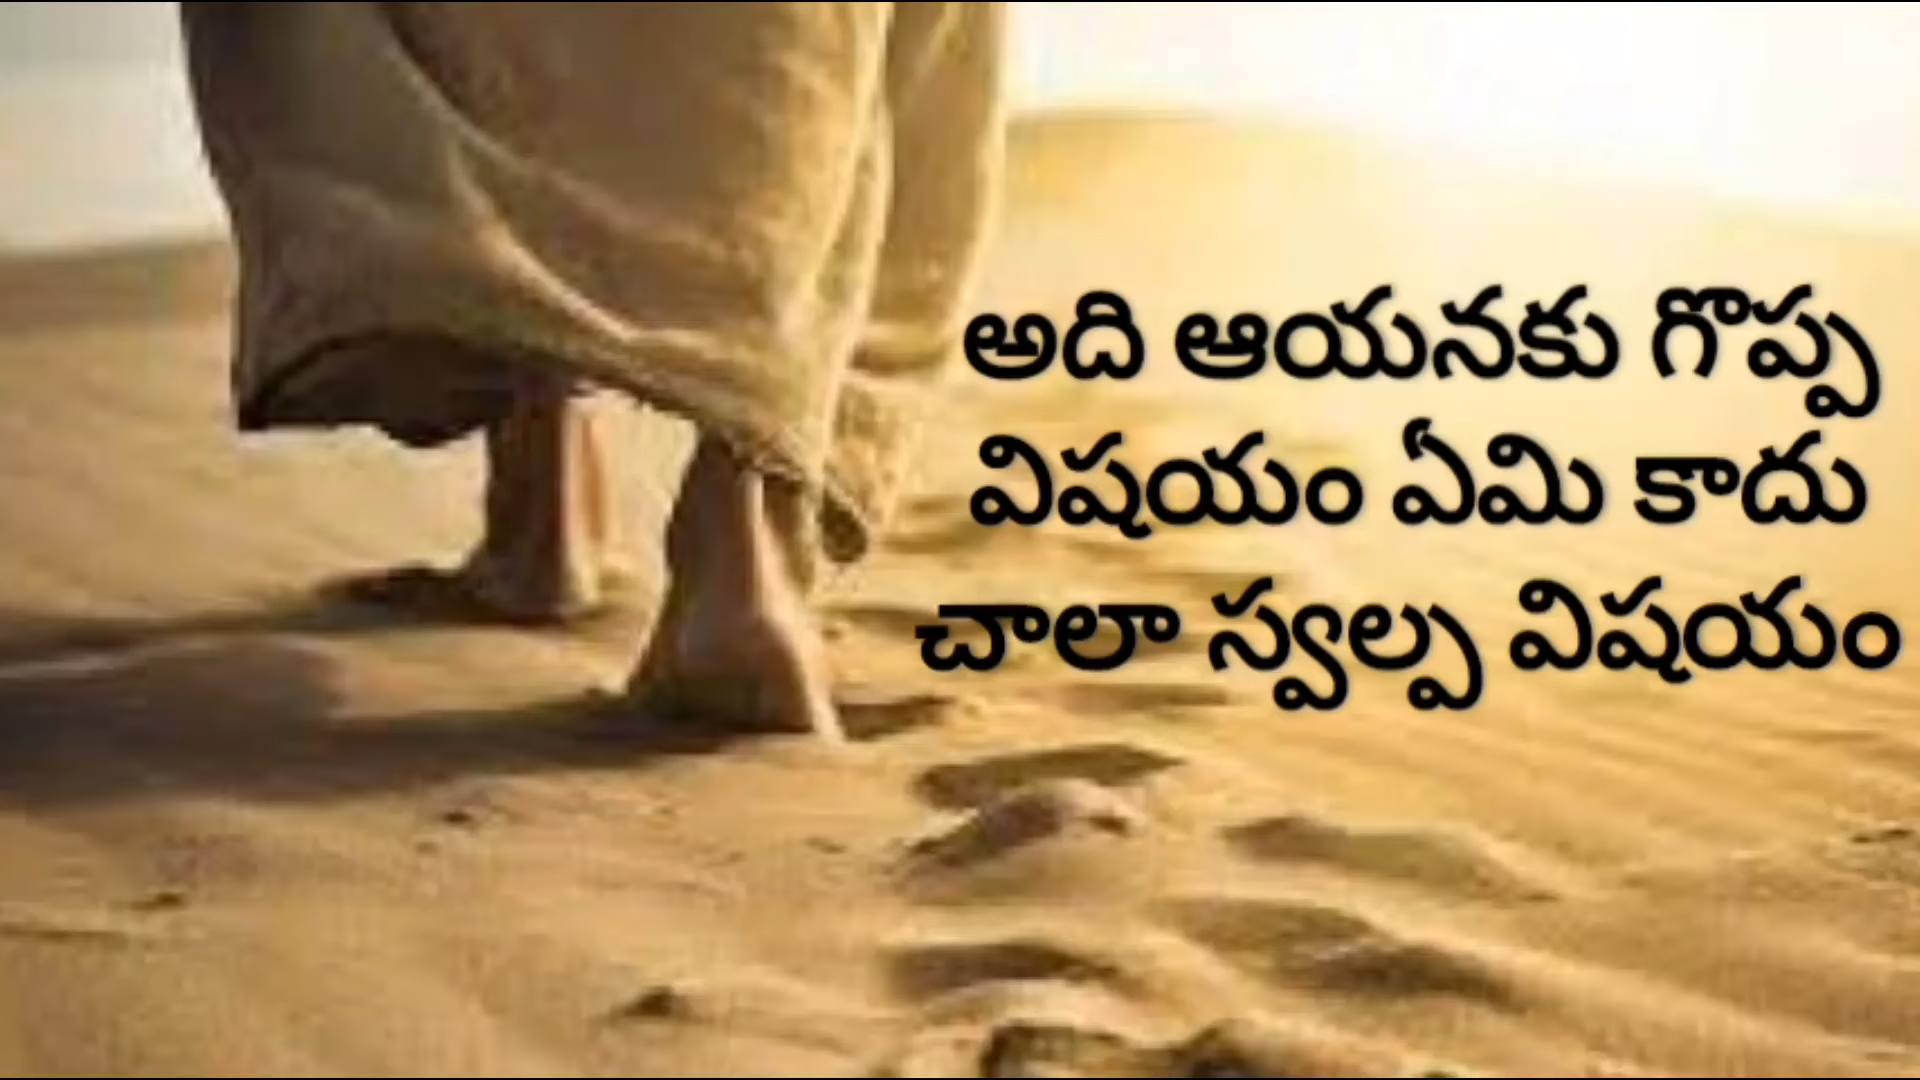 అది ఆయనకు గొప్ప
విషయం ఏమి కాదు
చాలా స్వల్ప విషయం